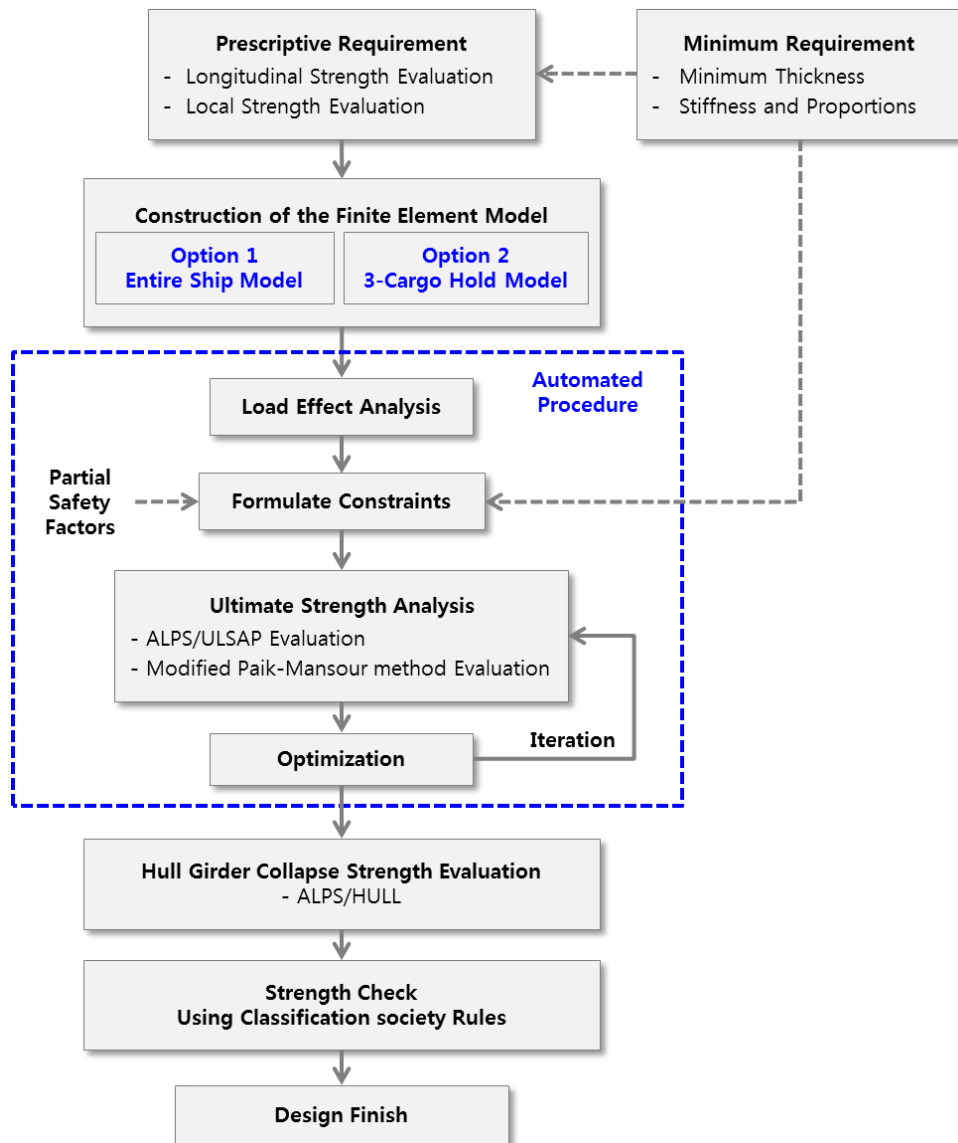 Prescriptive Requirement
- Longitudinal Strength Evaluation
- Local Strength Evaluation
Minimum Requirement
- Minimum Thickness
- Stiffness and Proportions
Construction of the Finite Element Model
Option 1
Entire Ship Model
Option 2
3-Cargo Hold Model
Automated
Procedure
Load Effect Analysis
Partial
Safety
Factors
Formulate Constraints
Ultimate Strength Analysis
- ALPS/ULSAP Evaluation
- Modified Paik-Mansour method Evaluation
Iteration
Optimization
Hull Girder Collapse Strength Evaluation
- ALPS/HULL
Strength Check
Using Classification society Rules
Design Finish